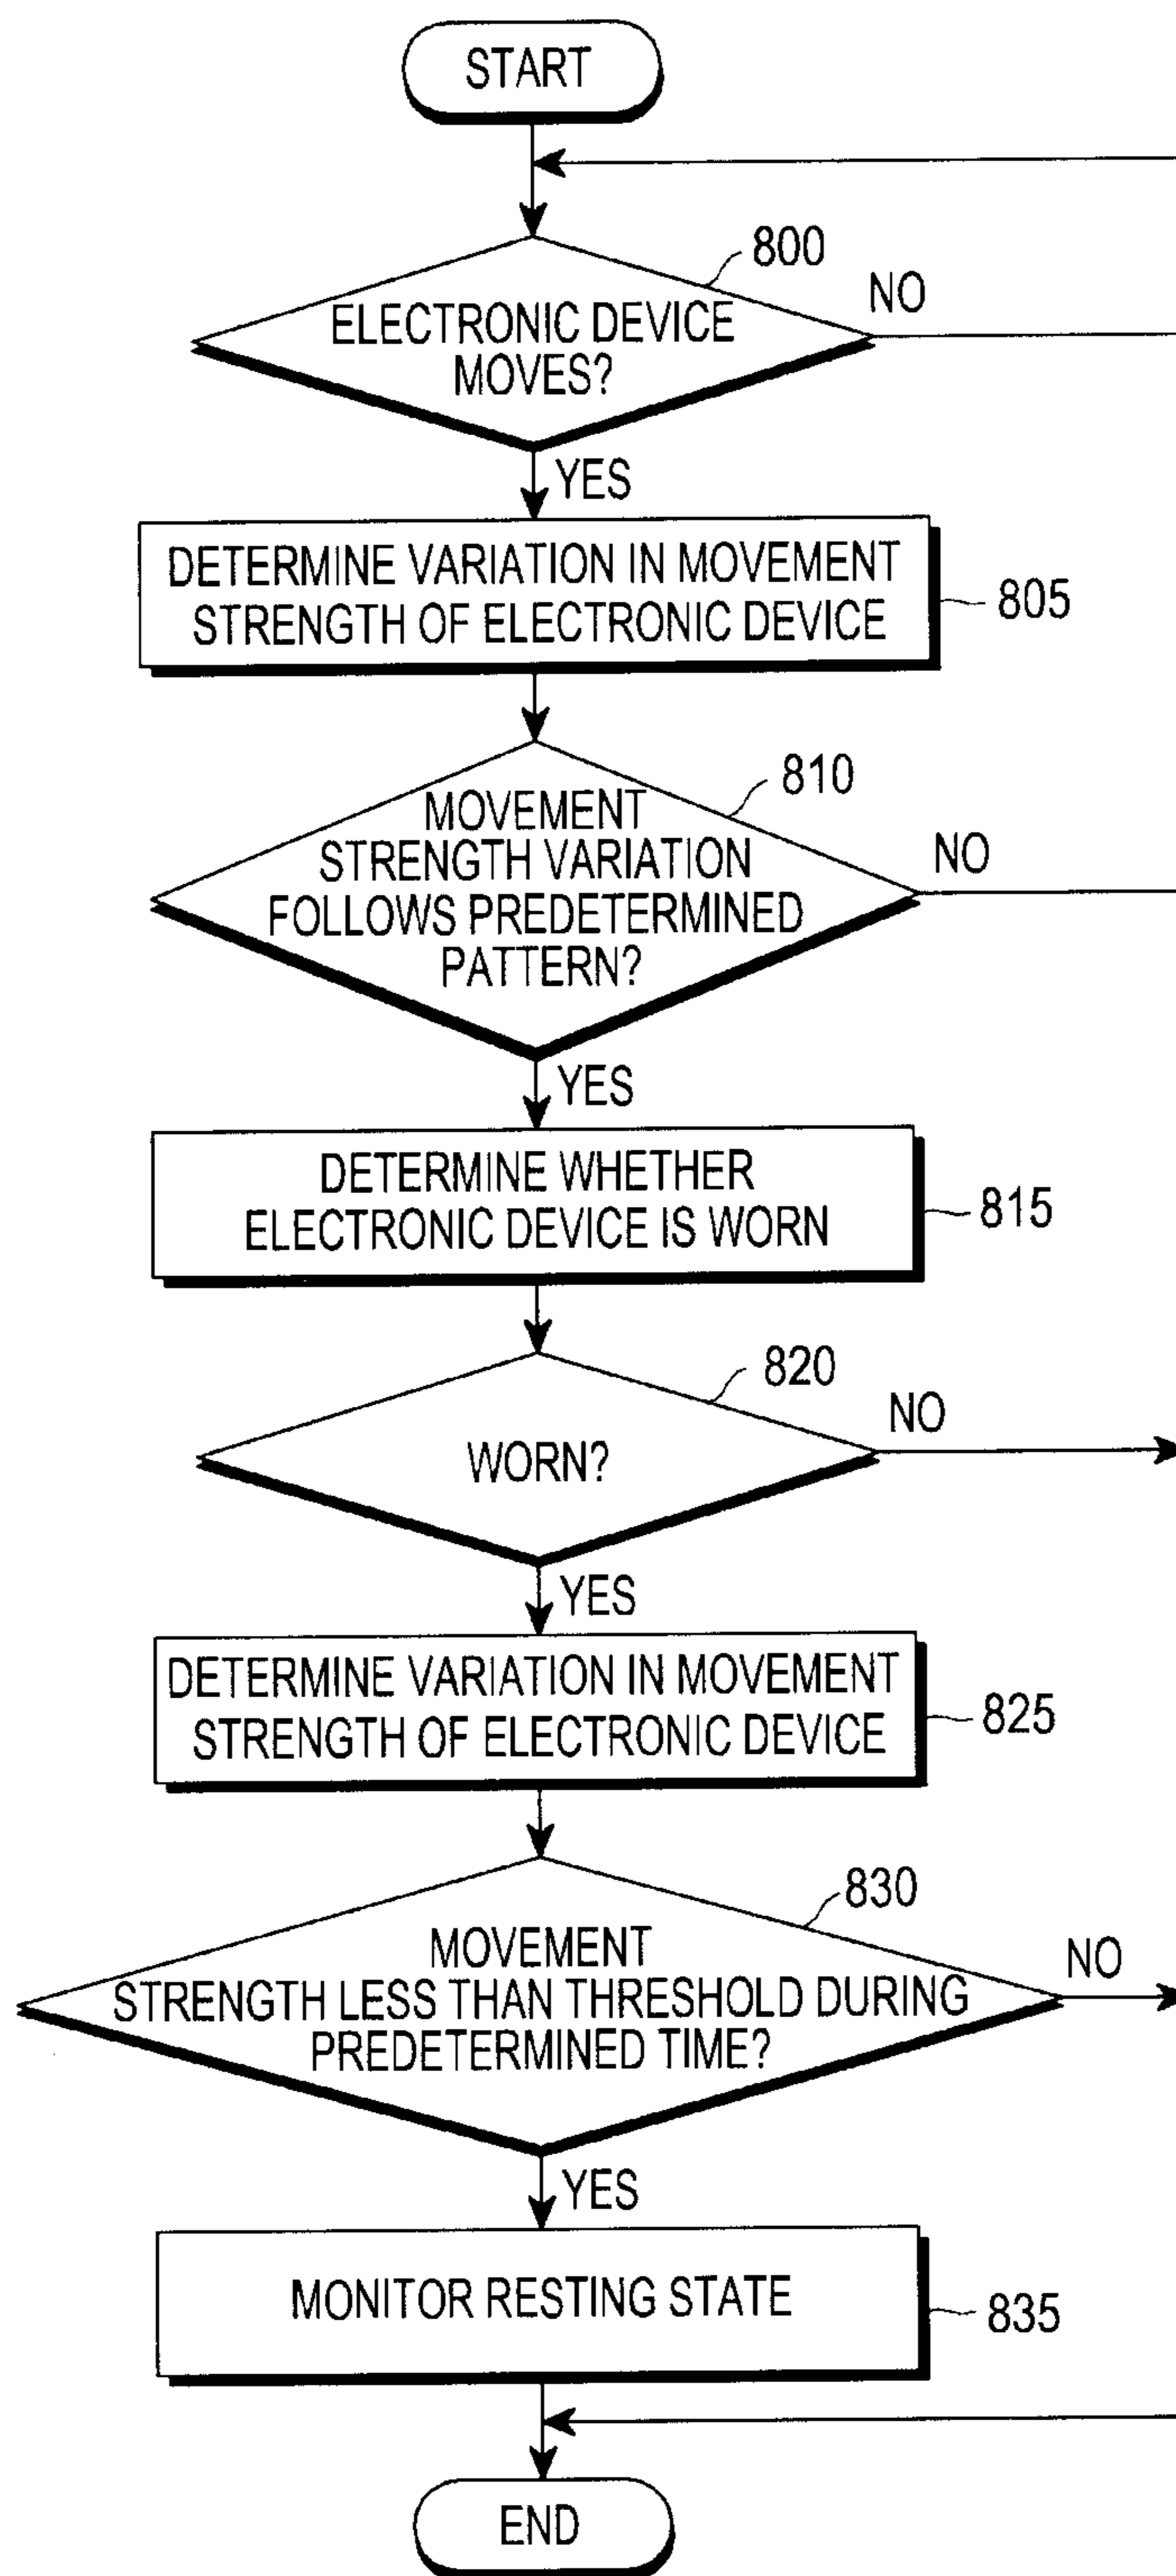 START
800
NO
ELECTRONIC DEVICE
MOVES?
YES
DETERMINE VARIATION IN MOVEMENT
STRENGTH OF ELECTRONIC DEVICE
805
810
MOVEMENT
STRENGTH VARIATION
FOLLOWS PREDETERMINED
PATTERN?
NO
YES
DETERMINE WHETHER
ELECTRONIC DEVICE IS WORN
815
820
NO
WORN?
YES
DETERMINE VARIATION IN MOVEMENT
STRENGTH OF ELECTRONIC DEVICE
825
830
MOVEMENT
STRENGTH LESS THAN THRESHOLD DURING
PREDETERMINED TIME?
NO
YES
MONITOR RESTING STATE
835
END